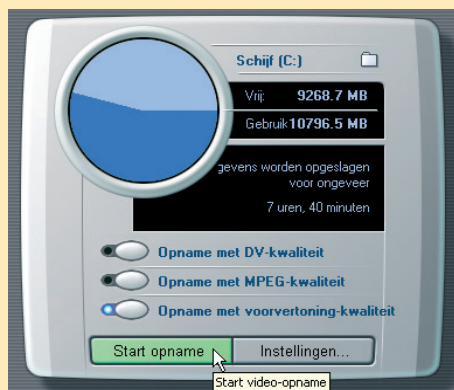 Schijf (C:)
Vrij: 9268.7 MB
Gebruik 10796.5 MB
gevens worden opgeslagen
voor ongeveer
7 uren, 40 minuten
Opname met DV-kwaliteit
Opname met MPEG-kwaliteit
Opname met voorvertoning-kwaliteit
Start opname Instellingen...
Start video-opname